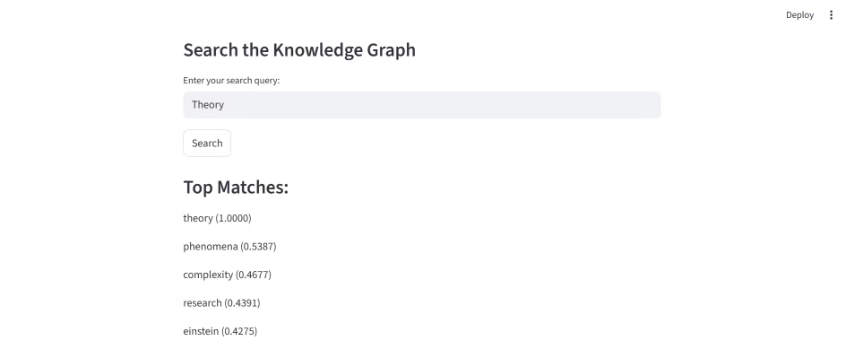 Deploy
Search the Knowledge Graph
Enter your search query:
Theory
Search
Top Matches:
theory (1.0000)
phenomena (0.5387)
complexity (0.4677)
research (0.4391)
einstein (0.4275)